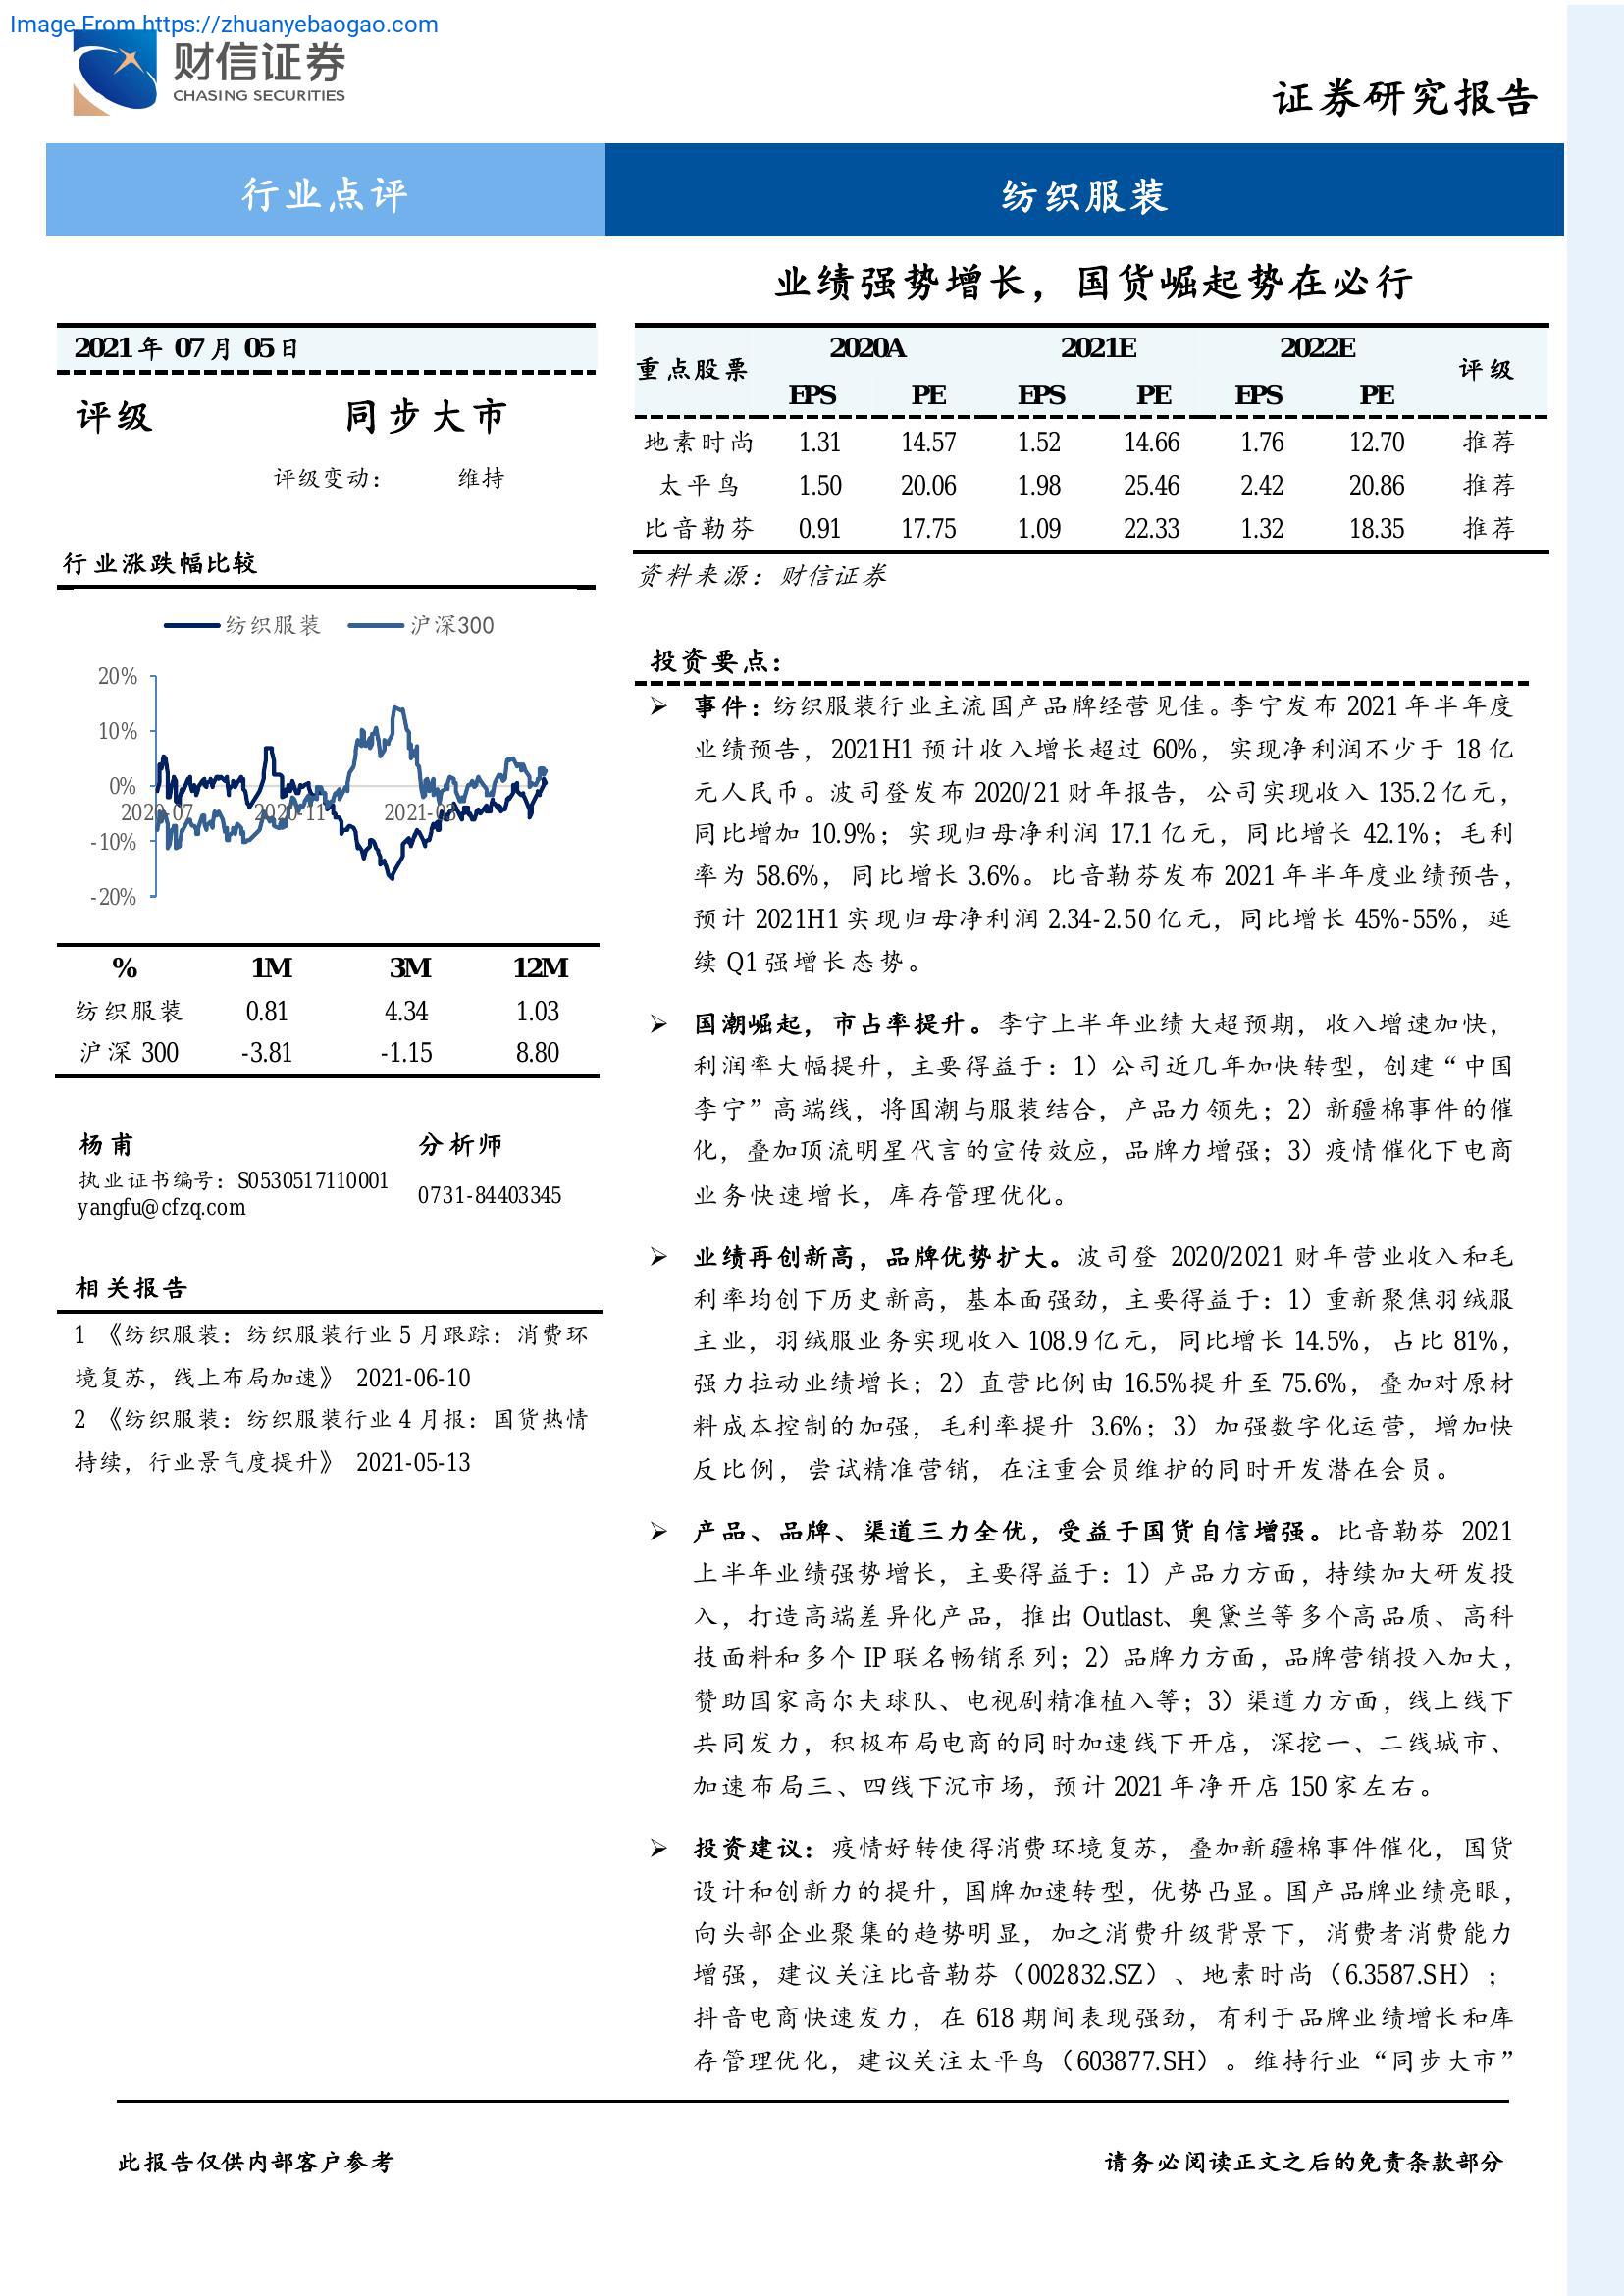 Image From https://zhuanyebaogao.com
财信证券
CHASING SECURITIES
证券研究报告
行业点评
纺织服装
业绩强势增长，国货崛起势在必行
2021 年 07 月 05 日
评级 同步大市
评级变动： 维持
行业涨跌幅比较
纺织服装 沪深300
20%
10%
0%
2020-07 2020-11 2021-03
-10%
-20%
% 1M 3M 12M
纺织服装 0.81 4.34 1.03
沪深 300 -3.81 -1.15 8.80
杨甫 分析师
执业证书编号：S0530517110001
yangfu@cfzq.com
0731-84403345
相关报告
1 《纺织服装：纺织服装行业 5 月跟踪：消费环
境复苏，线上布局加速》 2021-06-10
2 《纺织服装：纺织服装行业 4 月报：国货热情
持续，行业景气度提升》 2021-05-13
重点股票 2020A 2021E 2022E 评级
EPS PE EPS PE EPS PE
地素时尚 1.31 14.57 1.52 14.66 1.76 12.70 推荐
太平鸟 1.50 20.06 1.98 25.46 2.42 20.86 推荐
比音勒芬 0.91 17.75 1.09 22.33 1.32 18.35 推荐
资料来源：财信证券
投资要点：
➢ 事件：纺织服装行业主流国产品牌经营见佳。李宁发布 2021 年半年度
业绩预告，2021H1 预计收入增长超过 60%，实现净利润不少于 18 亿
元人民币。波司登发布 2020/21 财年报告，公司实现收入 135.2 亿元，
同比增加 10.9%；实现归母净利润 17.1 亿元，同比增长 42.1%；毛利
率为 58.6%，同比增长 3.6%。比音勒芬发布 2021 年半年度业绩预告，
预计 2021H1 实现归母净利润 2.34-2.50 亿元，同比增长 45%-55%，延
续 Q1 强增长态势。
➢ 国潮崛起，市占率提升。李宁上半年业绩大超预期，收入增速加快，
利润率大幅提升，主要得益于：1）公司近几年加快转型，创建“中国
李宁”高端线，将国潮与服装结合，产品力领先；2）新疆棉事件的催
化，叠加顶流明星代言的宣传效应，品牌力增强；3）疫情催化下电商
业务快速增长，库存管理优化。
➢ 业绩再创新高，品牌优势扩大。波司登 2020/2021 财年营业收入和毛
利率均创下历史新高，基本面强劲，主要得益于：1）重新聚焦羽绒服
主业，羽绒服业务实现收入 108.9 亿元，同比增长 14.5%，占比 81%，
强力拉动业绩增长；2）直营比例由 16.5%提升至 75.6%，叠加对原材
料成本控制的加强，毛利率提升 3.6%；3）加强数字化运营，增加快
反比例，尝试精准营销，在注重会员维护的同时开发潜在会员。
➢ 产品、品牌、渠道三力全优，受益于国货自信增强。比音勒芬 2021
上半年业绩强势增长，主要得益于：1）产品力方面，持续加大研发投
入，打造高端差异化产品，推出 Outlast、奥黛兰等多个高品质、高科
技面料和多个 IP 联名畅销系列；2）品牌力方面，品牌营销投入加大，
赞助国家高尔夫球队、电视剧精准植入等；3）渠道力方面，线上线下
共同发力，积极布局电商的同时加速线下开店，深挖一、二线城市、
加速布局三、四线下沉市场，预计 2021 年净开店 150 家左右。
➢ 投资建议：疫情好转使得消费环境复苏，叠加新疆棉事件催化，国货
设计和创新力的提升，国牌加速转型，优势凸显。国产品牌业绩亮眼，
向头部企业聚集的趋势明显，加之消费升级背景下，消费者消费能力
增强，建议关注比音勒芬（002832.SZ）、地素时尚（6.3587.SH）；
抖音电商快速发力，在 618 期间表现强劲，有利于品牌业绩增长和库
存管理优化，建议关注太平鸟（603877.SH）。维持行业“同步大市”
此报告仅供内部客户参考
请务必阅读正文之后的免责条款部分